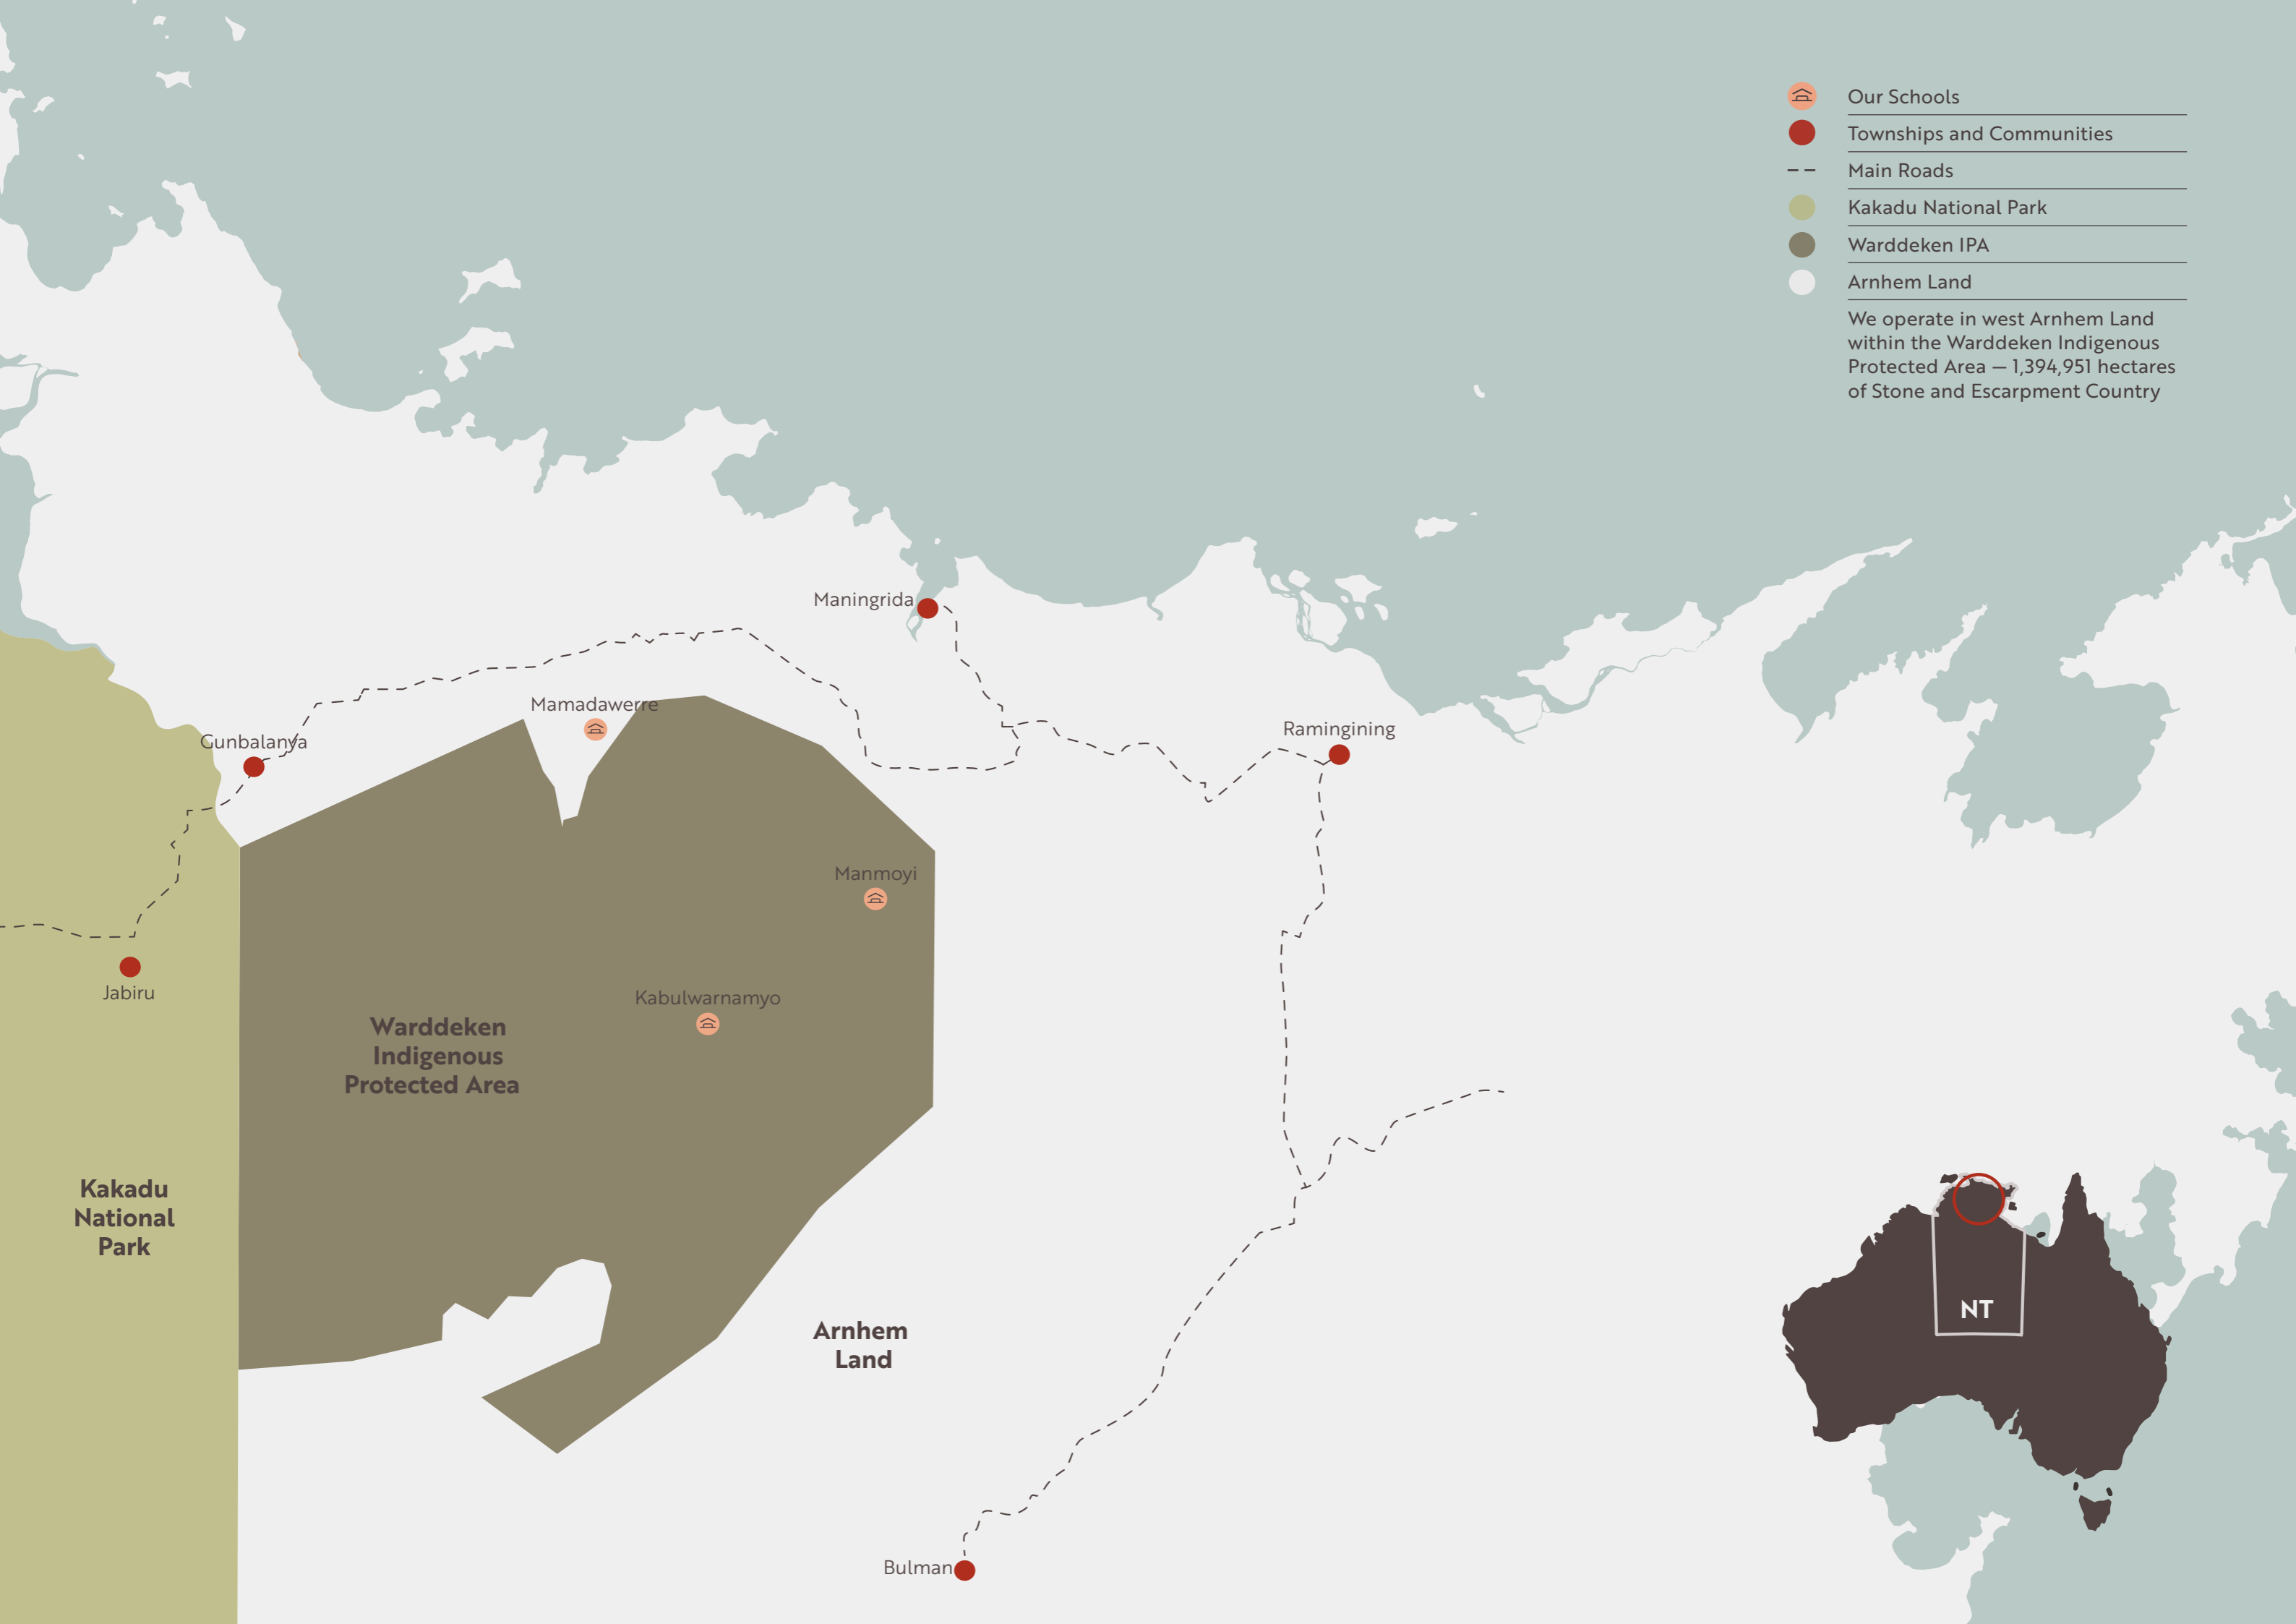 Our Schools
Townships and Communities
Main Roads
Kakadu National Park
Warddeken IPA
Arnhem Land
We operate in west Arnhem Land
within the Warddeken Indigenous
Protected Area — 1,394,951 hectares
of Stone and Escarpment Country
Maningrida
Mamadawerre
Ramingining
Gunbalanya
Manmoyi
Jabiru
Kabulwarnamyo
Warddeken
Indigenous
Protected Area
Kakadu
National
Park
Arnhem
Land
NT
Bulman